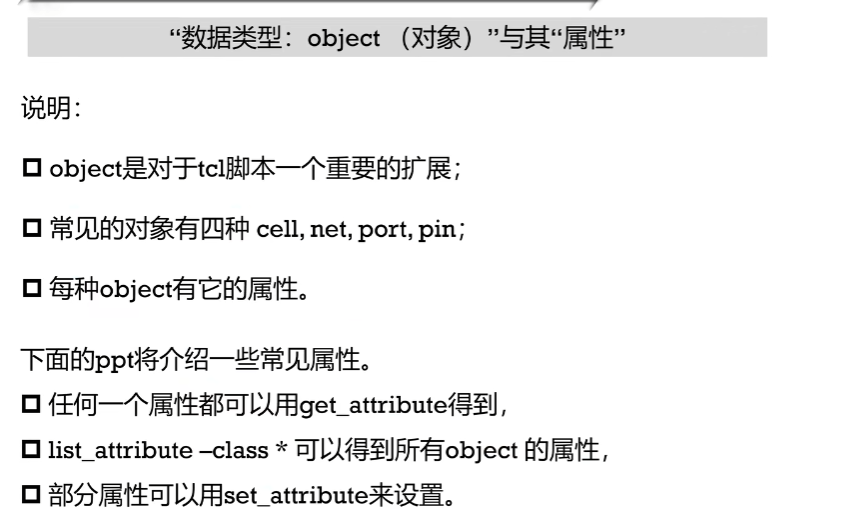 “数据类型：object （对象）”与其“属性”
说明：
object是对于tcl脚本一个重要的扩展；
常见的对象有四种 cell, net, port, pin；
每种object有它的属性。
下面的ppt将介绍一些常见属性。
任何一个属性都可以用get_attribute得到，
list_attribute –class * 可以得到所有object 的属性，
部分属性可以用set_attribute来设置。